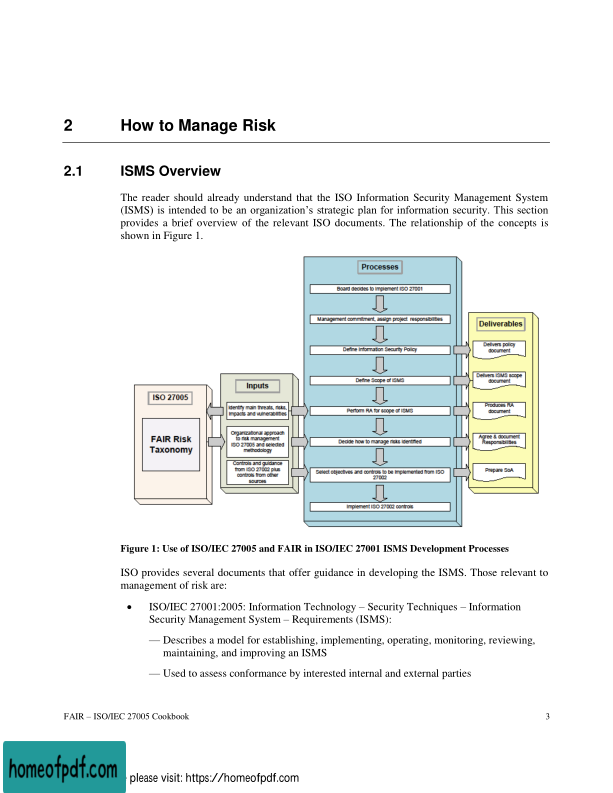 2 How to Manage Risk
2.1 ISMS Overview
The reader should already understand that the ISO Information Security Management System
(ISMS) is intended to be an organization's strategic plan for information security. This section
provides a brief overview of the relevant ISO documents. The relationship of the concepts is
shown in Figure 1.
Processes
Board decides to implement ISO 27001
Management commitment, assign project responsibilities
Define Information Security Policy
Define Scope of ISMS
Perform RA for scope of ISMS
Decide how to manage risks identified
Select objectives and controls to be implemented from ISO
27002
Implement ISO 27002 controls
Deliverables
Delivers policy
document
Delivers ISMS scope
document
Produces RA
document
Agree & document
Responsibilities
Prepare SoA
Inputs
Identify main threats, risks,
impacts and vulnerabilities
Organizational approach
to risk management
ISO 27005 and selected
methodology
Controls and guidance
from ISO 27002 plus
controls from other
sources
ISO 27005
FAIR Risk
Taxonomy
Figure 1: Use of ISO/IEC 27005 and FAIR in ISO/IEC 27001 ISMS Development Processes
ISO provides several documents that offer guidance in developing the ISMS. Those relevant to
management of risk are:
• ISO/IEC 27001:2005: Information Technology – Security Techniques – Information
Security Management System – Requirements (ISMS):
— Describes a model for establishing, implementing, operating, monitoring, reviewing,
maintaining, and improving an ISMS
— Used to assess conformance by interested internal and external parties
FAIR – ISO/IEC 27005 Cookbook 3
homeofpdf.com
please visit: https://homeofpdf.com